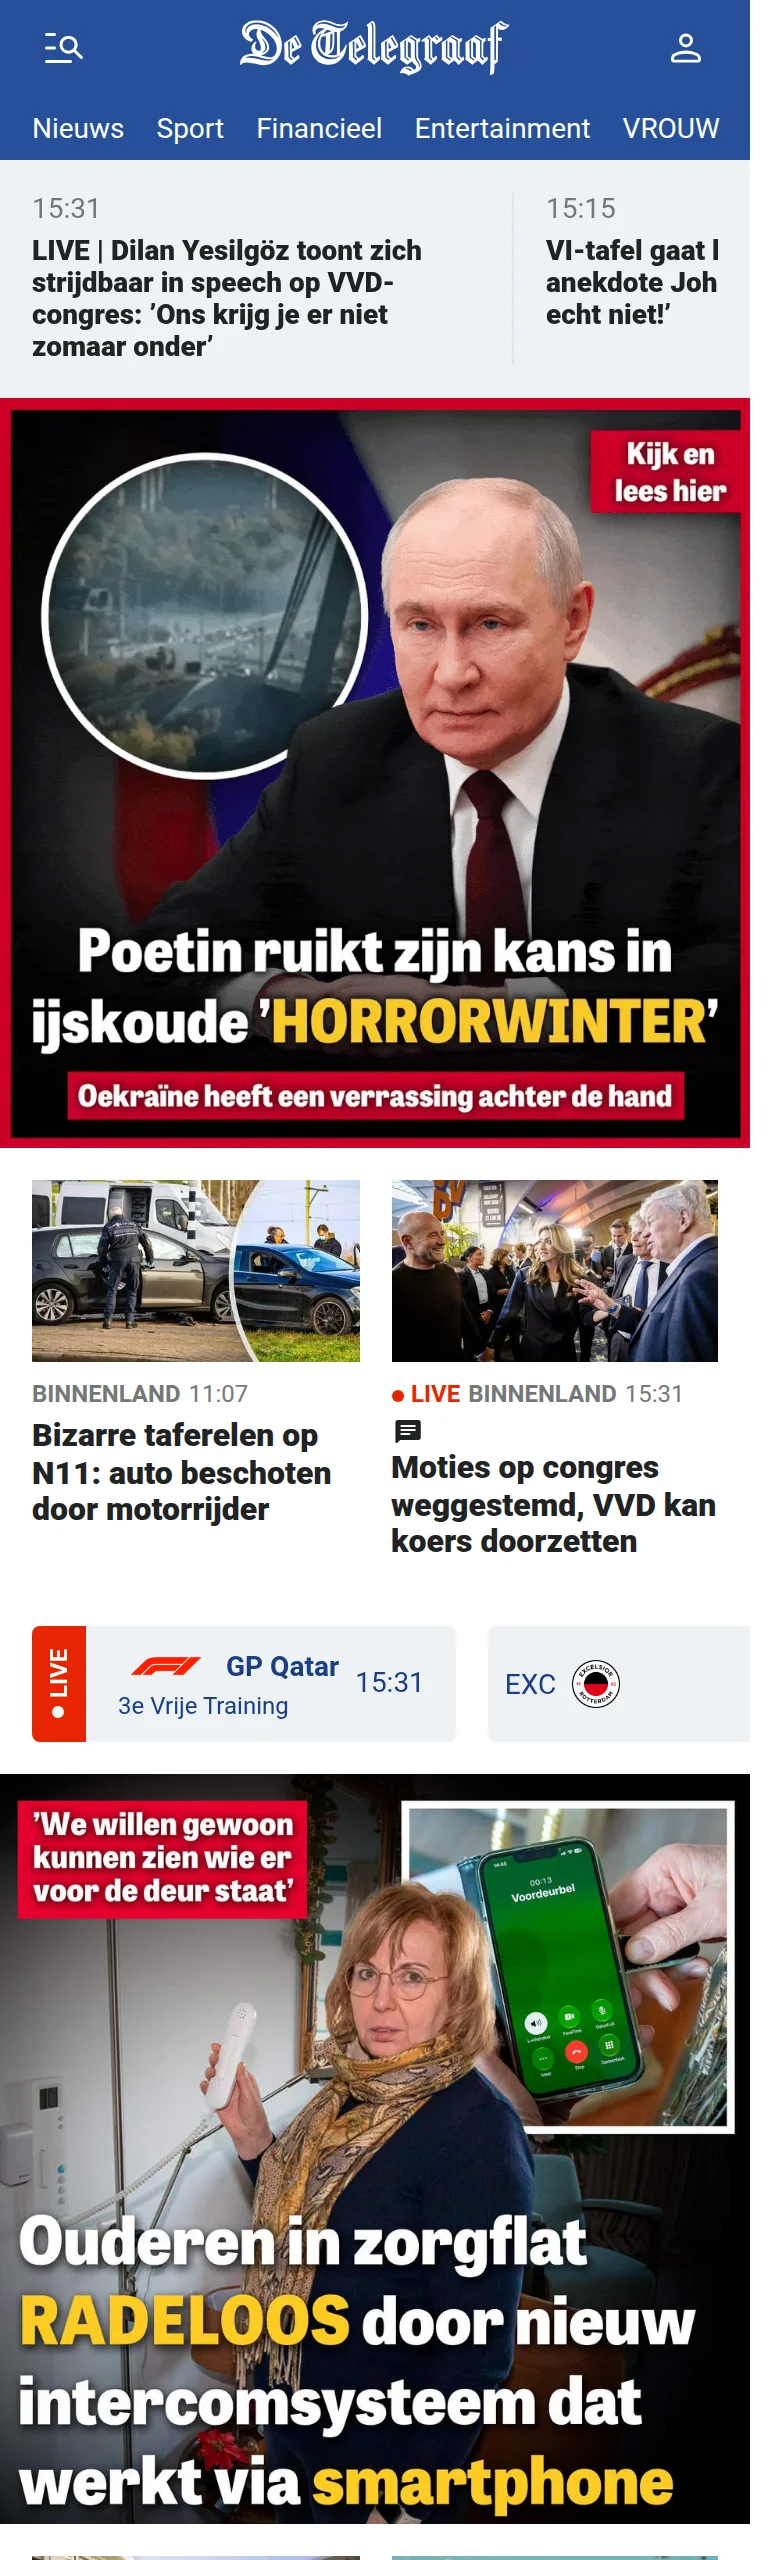 De Telegraaf
Nieuws Sport Financieel Entertainment VROUW
15:31
LIVE | Dilan Yesilgöz toont zich
strijdbaar in speech op VVD-
congres: ’Ons krijg je er niet
zomaar onder’
15:15
VI-tafel gaat l
anekdote Joh
echt niet!’
Kijk en
lees hier
Poetin ruikt zijn kans in
ijskoude ’HORRORWINTER’
Oekraïne heeft een verrassing achter de hand
BINNENLAND 11:07
Bizarre taferelen op
N11: auto beschoten
door motorrijder
LIVE BINNENLAND 15:31
Moties op congres
weggestemd, VVD kan
koers doorzetten
LIVE
GP Qatar
3e Vrije Training
15:31
EXC
EXCELSIOR
ROTTERDAM
’We willen gewoon
kunnen zien wie er
voor de deur staat’
00:13
Voordeurbel
Ouderen in zorgflat
RADELOOS door nieuw
intercomsysteem dat
werkt via smartphone